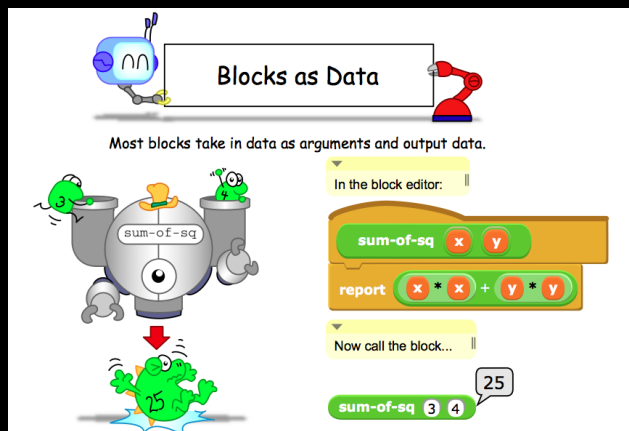 Blocks as Data
Most blocks take in data as arguments and output data.
3
4
sum-of-sq
25
In the block editor:
sum-of-sq x y
report x * x + y * y
Now call the block...
25
sum-of-sq 3 4